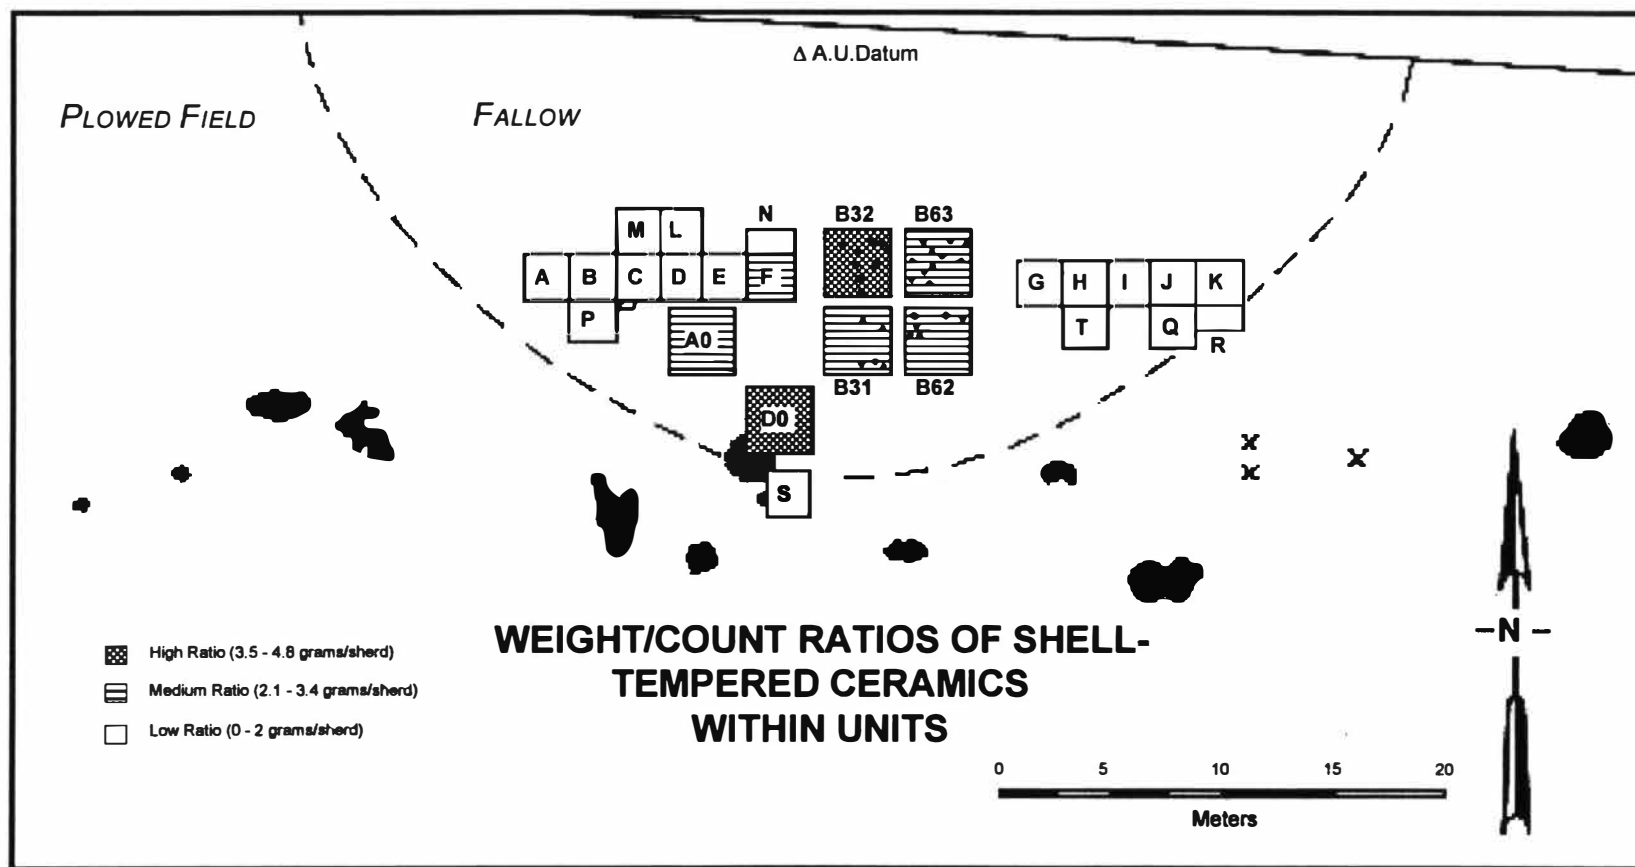 Δ A.U.Datum
PLOWED FIELD
FALLOW
N
B32
B63
M
L
A
B
C
D
E
F
G
H
I
J
K
P
T
Q
R
A0
B31
B62
D0
S
X
X
X
WEIGHT/COUNT RATIOS OF SHELL-
TEMPERED CERAMICS
WITHIN UNITS
High Ratio (3.5 - 4.8 grams/sherd)
Medium Ratio (2.1 - 3.4 grams/sherd)
Low Ratio (0 - 2 grams/sherd)
0 5 10 15 20
Meters
-N-